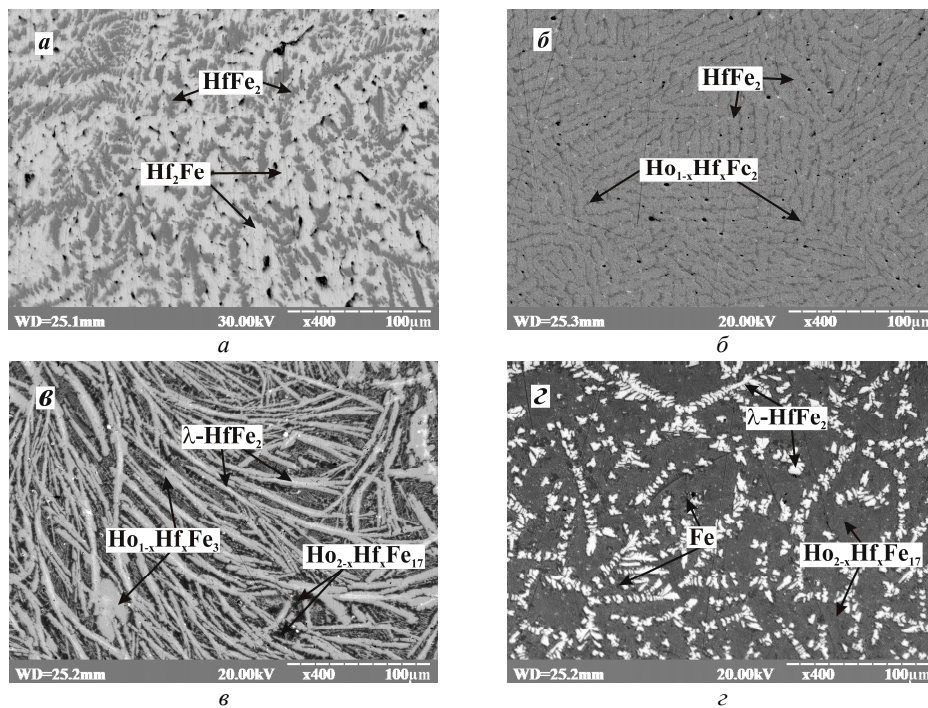 а
HfFe₂
Hf₂Fe
WD=25.1mm 30.00kV x400 100µm
а
б
HfFe₂
Ho₁₋ₓHfₓFc₂
WD=25.3mm 20.00kV x400 100µm
б
в
λ-HfFe₂
Ho₁₋ₓHfₓFe₃
Ho₂₋ₓHfₓFe₁₇
WD=25.2mm 20.00kV x400 100µm
в
г
λ-HfFe₂
Fe
Ho₂₋ₓHfₓFe₁₇
WD=25.2mm 20.00kV x400 100µm
г